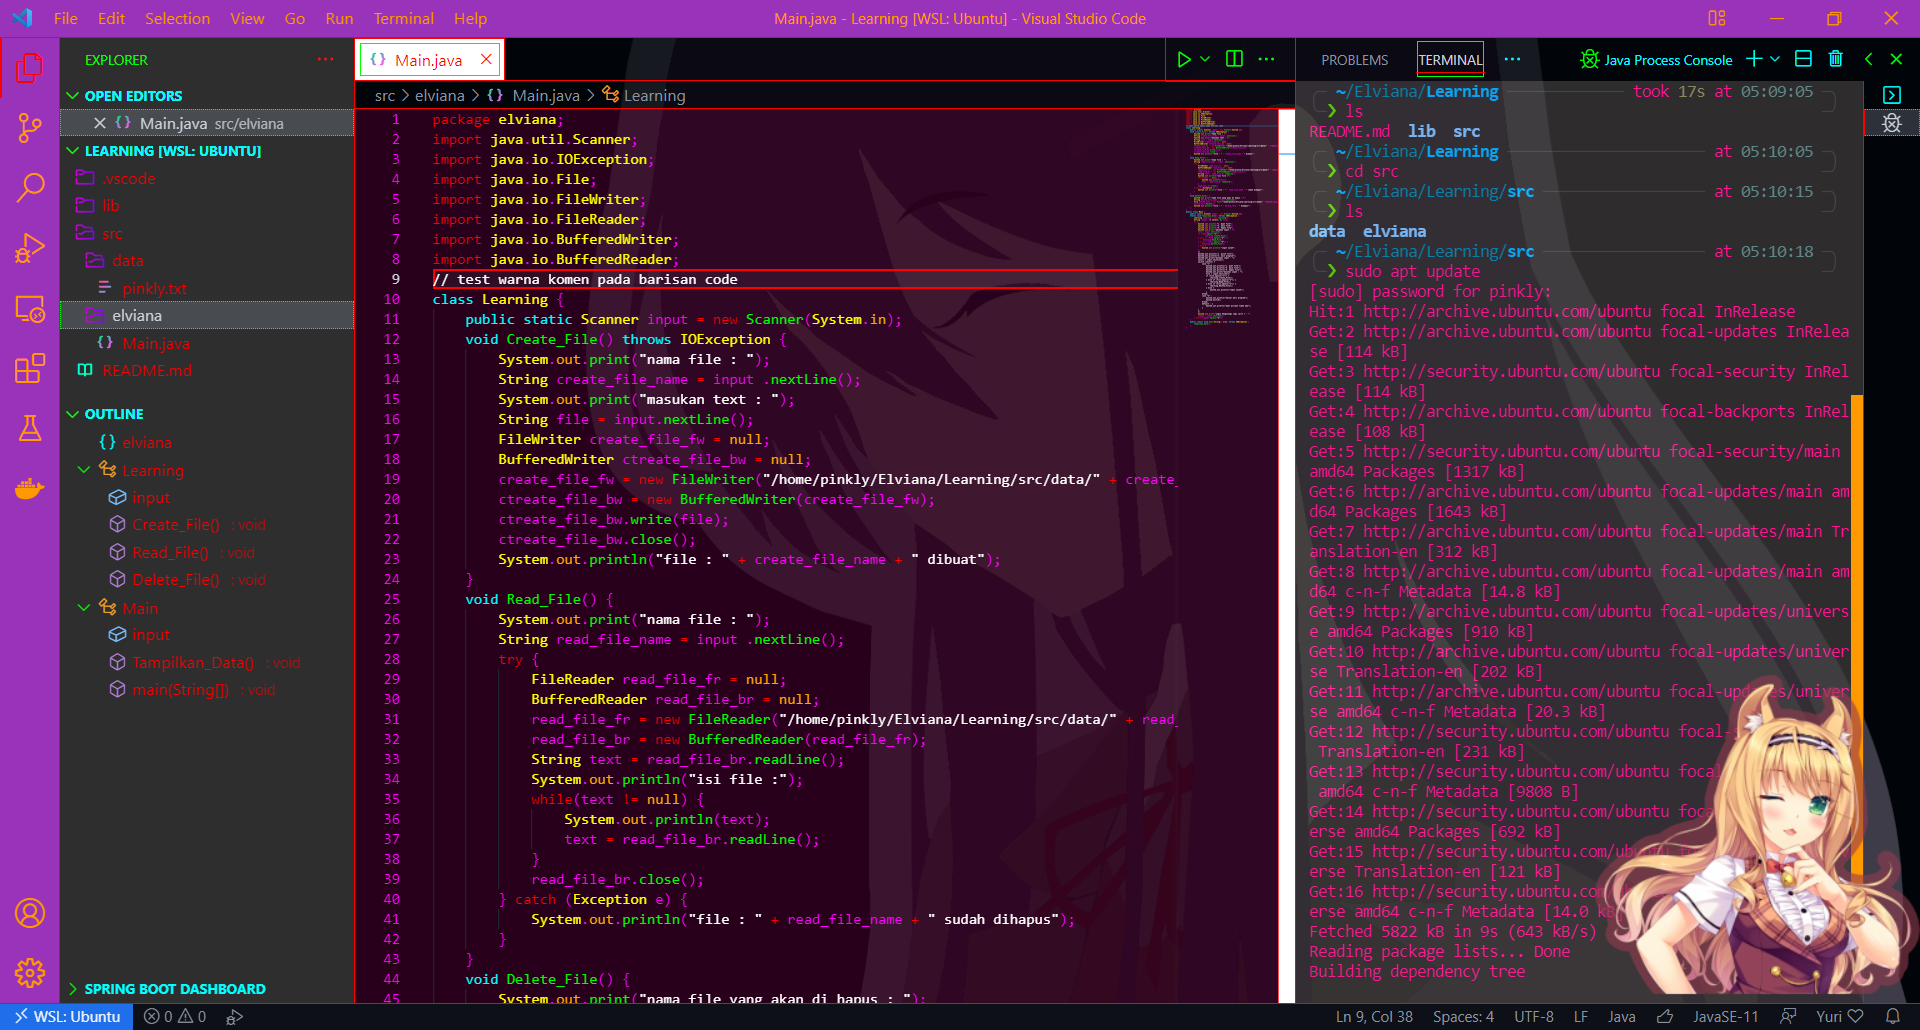 File Edit Selection View Go Run Terminal Help
Main.java - Learning [WSL: Ubuntu] - Visual Studio Code
EXPLORER
OPEN EDITORS
Main.java src/elviana
LEARNING [WSL: UBUNTU]
.vscode
lib
src
data
pinkly.txt
elviana
Main.java
README.md
OUTLINE
elviana
Learning
input
Create_File() : void
Read_File() : void
Delete_File() : void
Main
input
Tampilkan_Data() : void
main(String[]) : void
SPRING BOOT DASHBOARD
Main.java
src > elviana > {} Main.java > Learning
1 package elviana;
2 import java.util.Scanner;
3 import java.io.IOException;
4 import java.io.File;
5 import java.io.FileWriter;
6 import java.io.FileReader;
7 import java.io.BufferedWriter;
8 import java.io.BufferedReader;
9 // test warna komen pada barisan code
10 class Learning {
11 public static Scanner input = new Scanner(System.in);
12 void Create_File() throws IOException {
13 System.out.print("nama file : ");
14 String create_file_name = input .nextLine();
15 System.out.print("masukan text : ");
16 String file = input.nextLine();
17 FileWriter create_file_fw = null;
18 BufferedWriter ctreate_file_bw = null;
19 create_file_fw = new FileWriter("/home/pinkly/Elviana/Learning/src/data/" + create_
20 ctreate_file_bw = new BufferedWriter(create_file_fw);
21 ctreate_file_bw.write(file);
22 ctreate_file_bw.close();
23 System.out.println("file : " + create_file_name + " dibuat");
24 }
25 void Read_File() {
26 System.out.print("nama file : ");
27 String read_file_name = input .nextLine();
28 try {
29 FileReader read_file_fr = null;
30 BufferedReader read_file_br = null;
31 read_file_fr = new FileReader("/home/pinkly/Elviana/Learning/src/data/" + read_
32 read_file_br = new BufferedReader(read_file_fr);
33 String text = read_file_br.readLine();
34 System.out.println("isi file :");
35 while(text != null) {
36 System.out.println(text);
37 text = read_file_br.readLine();
38 }
39 read_file_br.close();
40 } catch (Exception e) {
41 System.out.println("file : " + read_file_name + " sudah dihapus");
42 }
43 }
44 void Delete_File() {
45 System.out.print("nama file yang akan di hapus : ");
PROBLEMS TERMINAL Java Process Console
~/Elviana/Learning took 17s at 05:09:05
❯ ls
README.md lib src
~/Elviana/Learning at 05:10:05
❯ cd src
~/Elviana/Learning/src at 05:10:15
❯ ls
data elviana
~/Elviana/Learning/src at 05:10:18
❯ sudo apt update
[sudo] password for pinkly:
Hit:1 http://archive.ubuntu.com/ubuntu focal InRelease
Get:2 http://archive.ubuntu.com/ubuntu focal-updates InRelea
se [114 kB]
Get:3 http://security.ubuntu.com/ubuntu focal-security InRel
ease [114 kB]
Get:4 http://archive.ubuntu.com/ubuntu focal-backports InRel
ease [108 kB]
Get:5 http://security.ubuntu.com/ubuntu focal-security/main
amd64 Packages [1317 kB]
Get:6 http://archive.ubuntu.com/ubuntu focal-updates/main am
d64 Packages [1643 kB]
Get:7 http://archive.ubuntu.com/ubuntu focal-updates/main Tr
anslation-en [312 kB]
Get:8 http://archive.ubuntu.com/ubuntu focal-updates/main am
d64 c-n-f Metadata [14.8 kB]
Get:9 http://archive.ubuntu.com/ubuntu focal-updates/univers
e amd64 Packages [910 kB]
Get:10 http://archive.ubuntu.com/ubuntu focal-updates/univer
se Translation-en [202 kB]
Get:11 http://archive.ubuntu.com/ubuntu focal-updates/univer
se amd64 c-n-f Metadata [20.3 kB]
Get:12 http://security.ubuntu.com/ubuntu focal-s
Translation-en [231 kB]
Get:13 http://security.ubuntu.com/ubuntu focal
amd64 c-n-f Metadata [9808 B]
Get:14 http://security.ubuntu.com/ubuntu foca
erse amd64 Packages [692 kB]
Get:15 http://security.ubuntu.com/ubuntu
erse Translation-en [121 kB]
Get:16 http://security.ubuntu.com/
erse amd64 c-n-f Metadata [14.0 kB
Fetched 5822 kB in 9s (643 kB/s)
Reading package lists... Done
Building dependency tree
WSL: Ubuntu 0 0
Ln 9, Col 38 Spaces: 4 UTF-8 LF Java JavaSE-11 Yuri